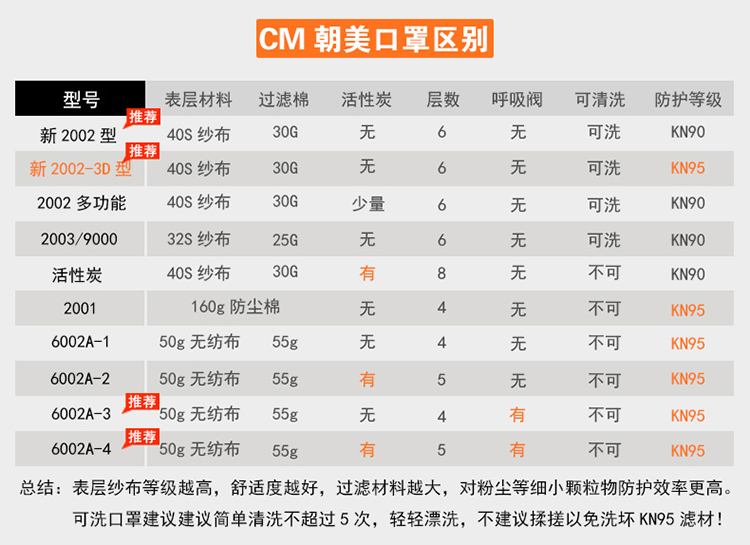 CM 朝美口罩区别
型号 表层材料 过滤棉 活性炭 层数 呼吸阀 可清洗 防护等级
新 2002 型 推荐 40S 纱布 30G 无 6 无 可洗 KN90
新 2002-3D 型 推荐 40S 纱布 30G 无 6 无 可洗 KN95
2002 多功能 40S 纱布 30G 少量 6 无 可洗 KN90
2003/9000 32S 纱布 25G 无 6 无 可洗 KN90
活性炭 40S 纱布 30G 有 8 无 不可 KN90
2001 160g 防尘棉 无 4 无 不可 KN95
6002A-1 50g 无纺布 55g 无 4 无 不可 KN95
6002A-2 50g 无纺布 55g 有 5 无 不可 KN95
6002A-3 推荐 50g 无纺布 55g 无 4 有 不可 KN95
6002A-4 推荐 50g 无纺布 55g 有 5 有 不可 KN95
总结：表层纱布等级越高，舒适度越好，过滤材料越大，对粉尘等细小颗粒物防护效率更高。
可洗口罩建议建议简单清洗不超过 5 次，轻轻漂洗，不建议揉搓以免洗坏 KN95 滤材！